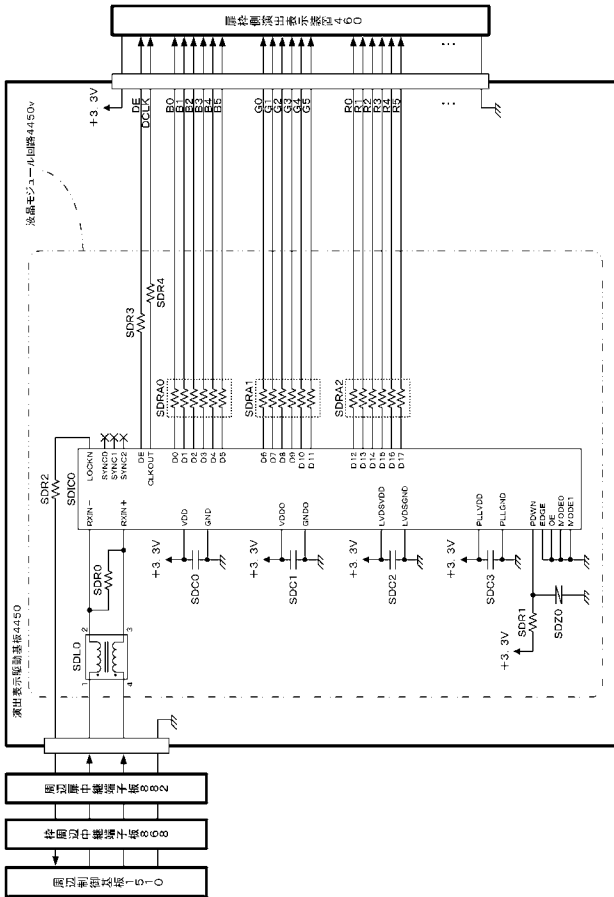 扉枠側演出表示装置460
演出表示駆動基板4450
液晶モジュール回路4450v
+3.3V
DE
DCLK
B0
B1
B2
B3
B4
B5
G0
G1
G2
G3
G4
G5
R0
R1
R2
R3
R4
R5
SDR3
SDR4
SDRA0
SDRA1
SDRA2
SDR2
SDIC0
LOCKN
SYNC0
SYNC1
SYNC2
DE
CLKOUT
D0
D1
D2
D3
D4
D5
D6
D7
D8
D9
D10
D11
D12
D13
D14
D15
D16
D17
RXIN-
RXIN+
VDD
GND
VDDO
GNDO
LVDSVDD
LVDSGND
PLLVDD
PLLGND
PDWN
EDGE
OE
MODE0
MODE1
SDR0
SDL0
1
2
3
4
+3.3V
SDC0
+3.3V
SDC1
+3.3V
SDC2
+3.3V
SDC3
+3.3V
SDR1
SDZ0
周辺扉中継端子板882
枠周辺中継端子板868
周辺制御基板1510